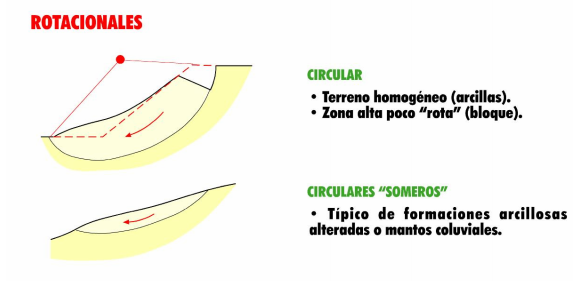 ROTACIONALES
CIRCULAR
• Terreno homogéneo (arcillas).
• Zona alta poco “rota” (bloque).
CIRCULARES “SOMEROS”
• Típico de formaciones arcillosas
alteradas o mantos coluviales.